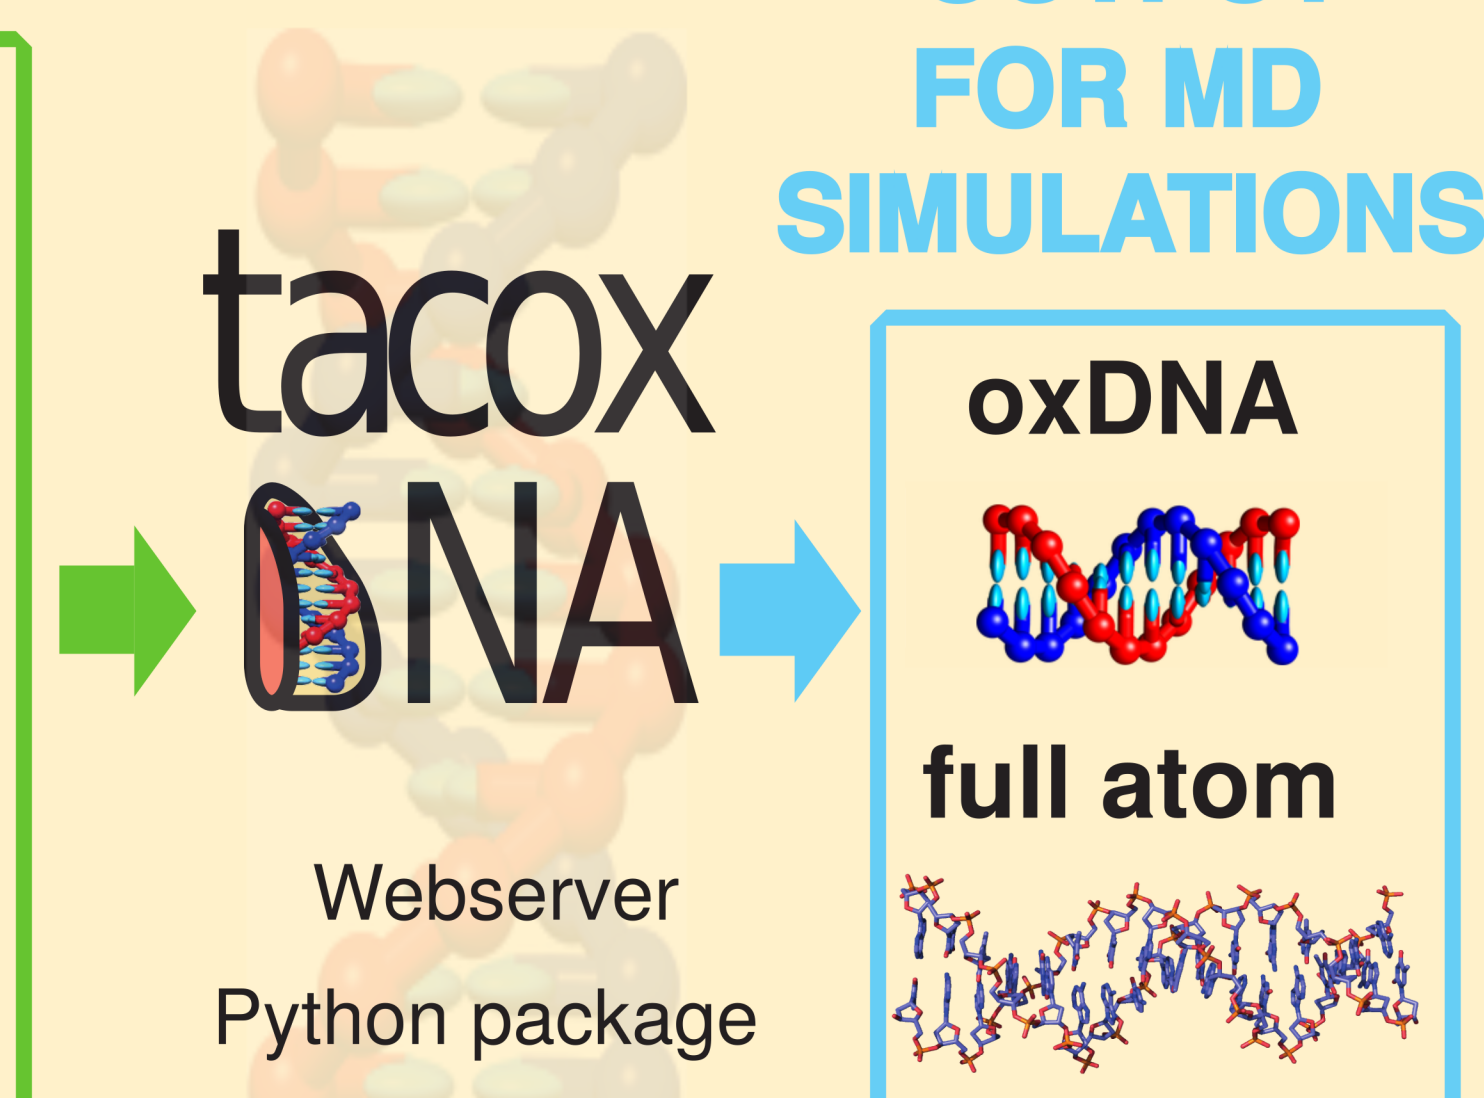 FOR MD
SIMULATIONS
tacox
DNA
Webserver
Python package
oxDNA
full atom